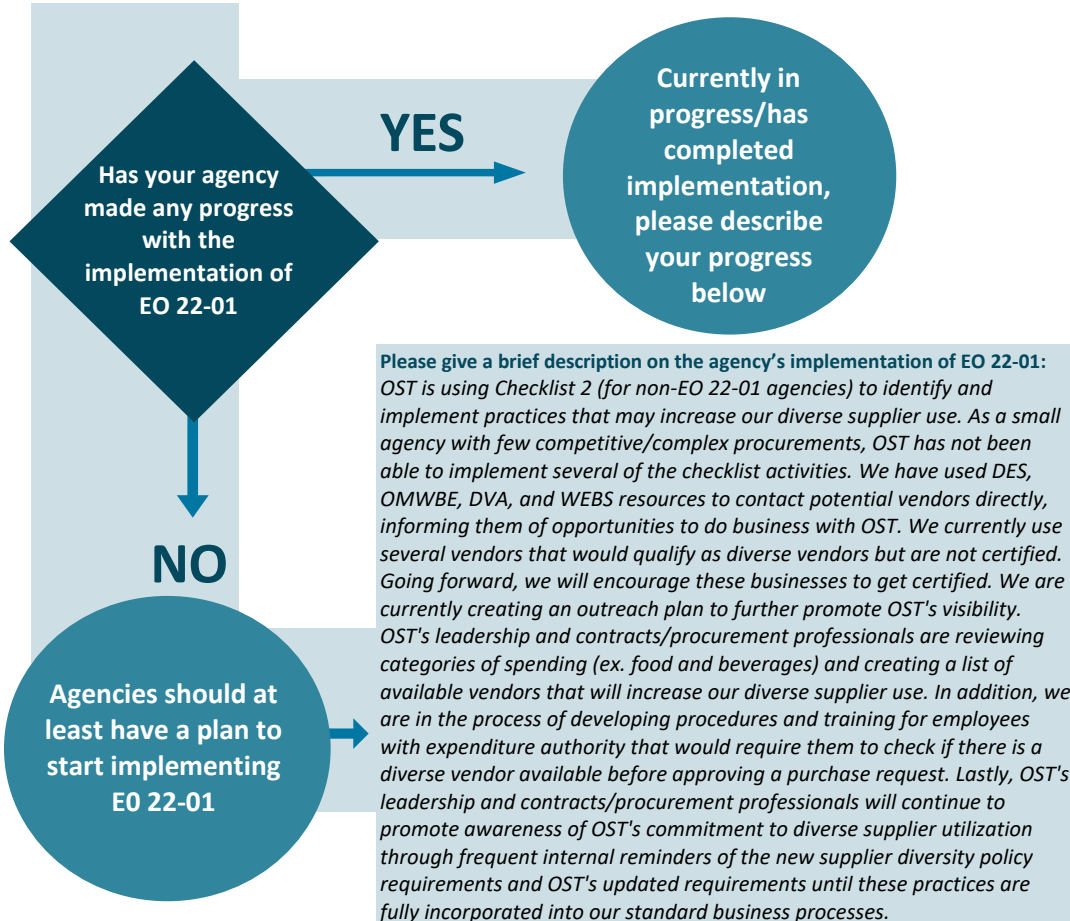 Has your agency
made any progress
with the
implementation of
EO 22-01
YES
Currently in
progress/has
completed
implementation,
please describe
your progress
below
NO
Agencies should at
least have a plan to
start implementing
E0 22-01
Please give a brief description on the agency’s implementation of EO 22-01:
OST is using Checklist 2 (for non-EO 22-01 agencies) to identify and
implement practices that may increase our diverse supplier use. As a small
agency with few competitive/complex procurements, OST has not been
able to implement several of the checklist activities. We have used DES,
OMWBE, DVA, and WEBS resources to contact potential vendors directly,
informing them of opportunities to do business with OST. We currently use
several vendors that would qualify as diverse vendors but are not certified.
Going forward, we will encourage these businesses to get certified. We are
currently creating an outreach plan to further promote OST's visibility.
OST's leadership and contracts/procurement professionals are reviewing
categories of spending (ex. food and beverages) and creating a list of
available vendors that will increase our diverse supplier use. In addition, we
are in the process of developing procedures and training for employees
with expenditure authority that would require them to check if there is a
diverse vendor available before approving a purchase request. Lastly, OST's
leadership and contracts/procurement professionals will continue to
promote awareness of OST's commitment to diverse supplier utilization
through frequent internal reminders of the new supplier diversity policy
requirements and OST's updated requirements until these practices are
fully incorporated into our standard business processes.